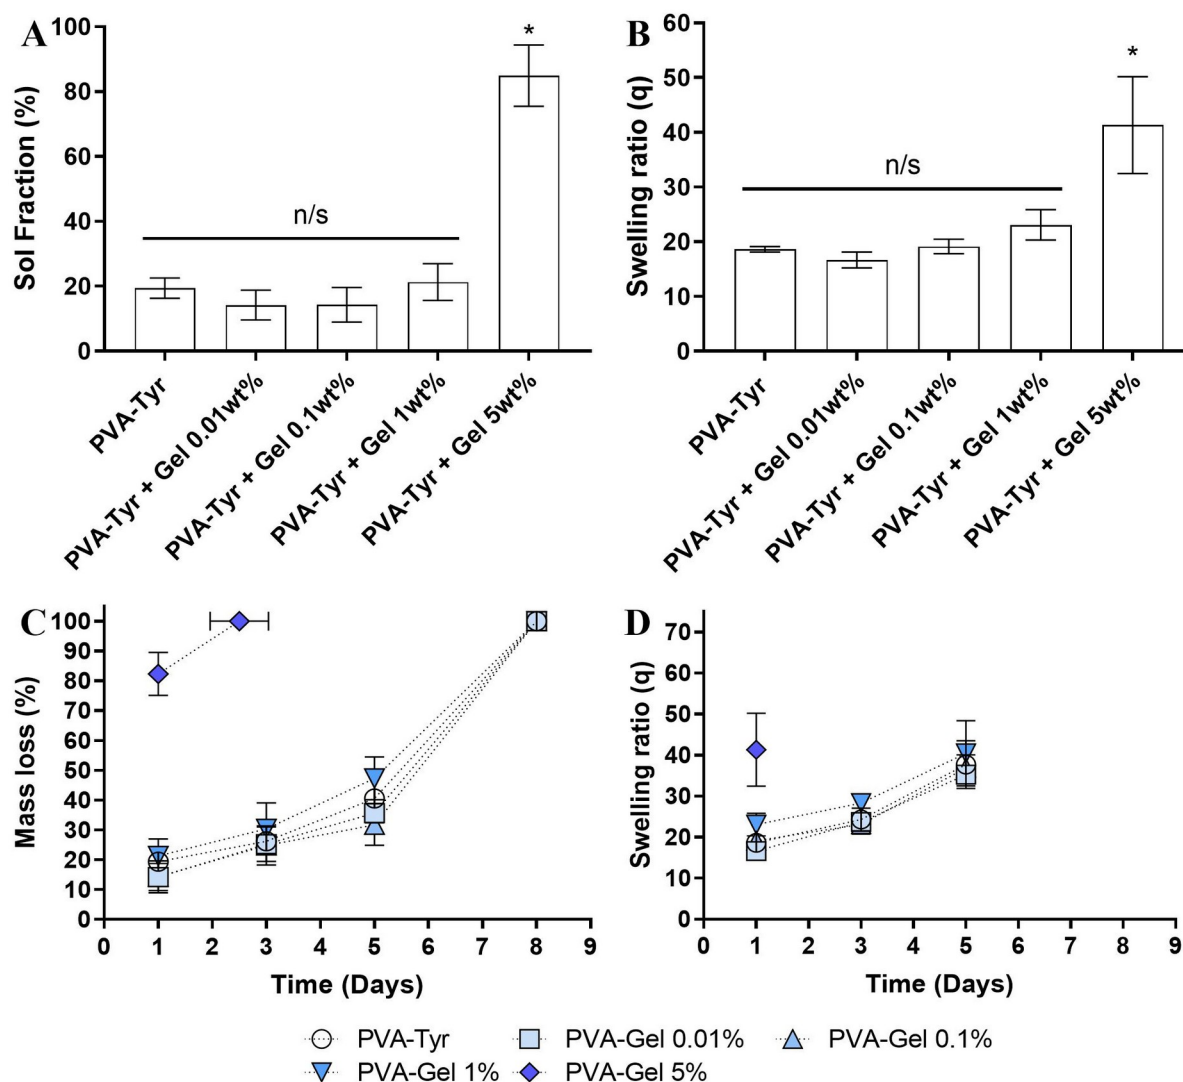 A
Sol Fraction (%)
100
80
60
40
20
0
n/s
*
PVA-Tyr
PVA-Tyr + Gel 0.01wt%
PVA-Tyr + Gel 0.1wt%
PVA-Tyr + Gel 1wt%
PVA-Tyr + Gel 5wt%
B
Swelling ratio (q)
60
50
40
30
20
10
0
n/s
*
PVA-Tyr
PVA-Tyr + Gel 0.01wt%
PVA-Tyr + Gel 0.1wt%
PVA-Tyr + Gel 1wt%
PVA-Tyr + Gel 5wt%
C
Mass loss (%)
100
90
80
70
60
50
40
30
20
10
0
0 1 2 3 4 5 6 7 8 9
Time (Days)
D
Swelling ratio (q)
70
60
50
40
30
20
10
0
0 1 2 3 4 5 6 7 8 9
Time (Days)
PVA-Tyr PVA-Gel 0.01% PVA-Gel 0.1%
PVA-Gel 1% PVA-Gel 5%